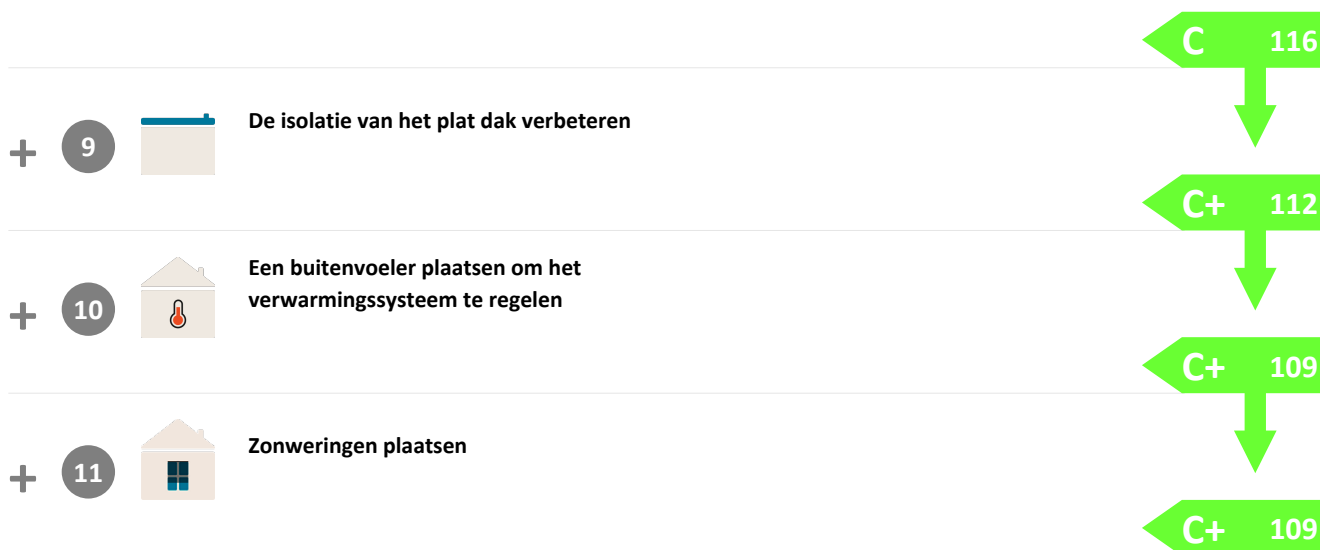 C 116
+ 9 De isolatie van het plat dak verbeteren
C+ 112
+ 10 Een buitenvoeler plaatsen om het
verwarmingssysteem te regelen
C+ 109
+ 11 Zonweringen plaatsen
C+ 109